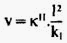 v = κ". l²/k₁